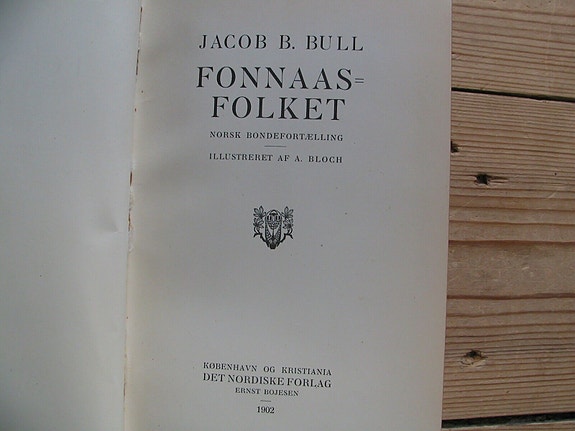 JACOB B. BULL
FONNAAS=
FOLKET
NORSK BONDEFORTÆLLING
ILLUSTRERET AF A. BLOCH
KØBENHAVN OG KRISTIANIA
DET NORDISKE FORLAG
ERNST BOJESEN
1902